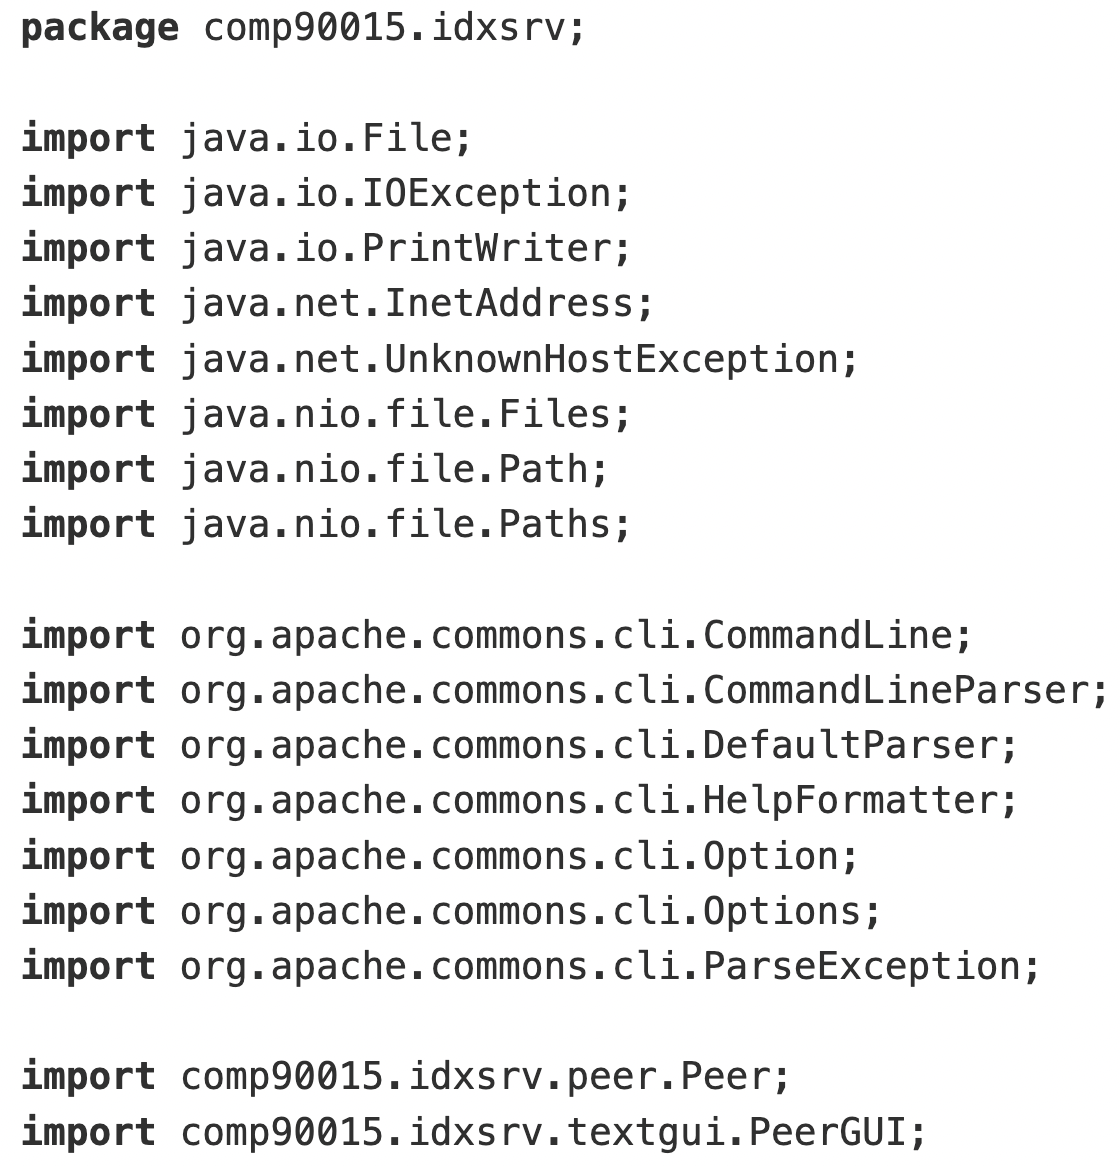 package comp90015.idxsrv;
import java.io.File;
import java.io.IOException;
import java.io.PrintWriter;
import java.net.InetAddress;
import java.net.UnknownHostException;
import java.nio.file.Files;
import java.nio.file.Path;
import java.nio.file.Paths;
import org.apache.commons.cli.CommandLine;
import org.apache.commons.cli.CommandLineParser;
import org.apache.commons.cli.DefaultParser;
import org.apache.commons.cli.HelpFormatter;
import org.apache.commons.cli.Option;
import org.apache.commons.cli.Options;
import org.apache.commons.cli.ParseException;
import comp90015.idxsrv.peer.Peer;
import comp90015.idxsrv.textgui.PeerGUI;